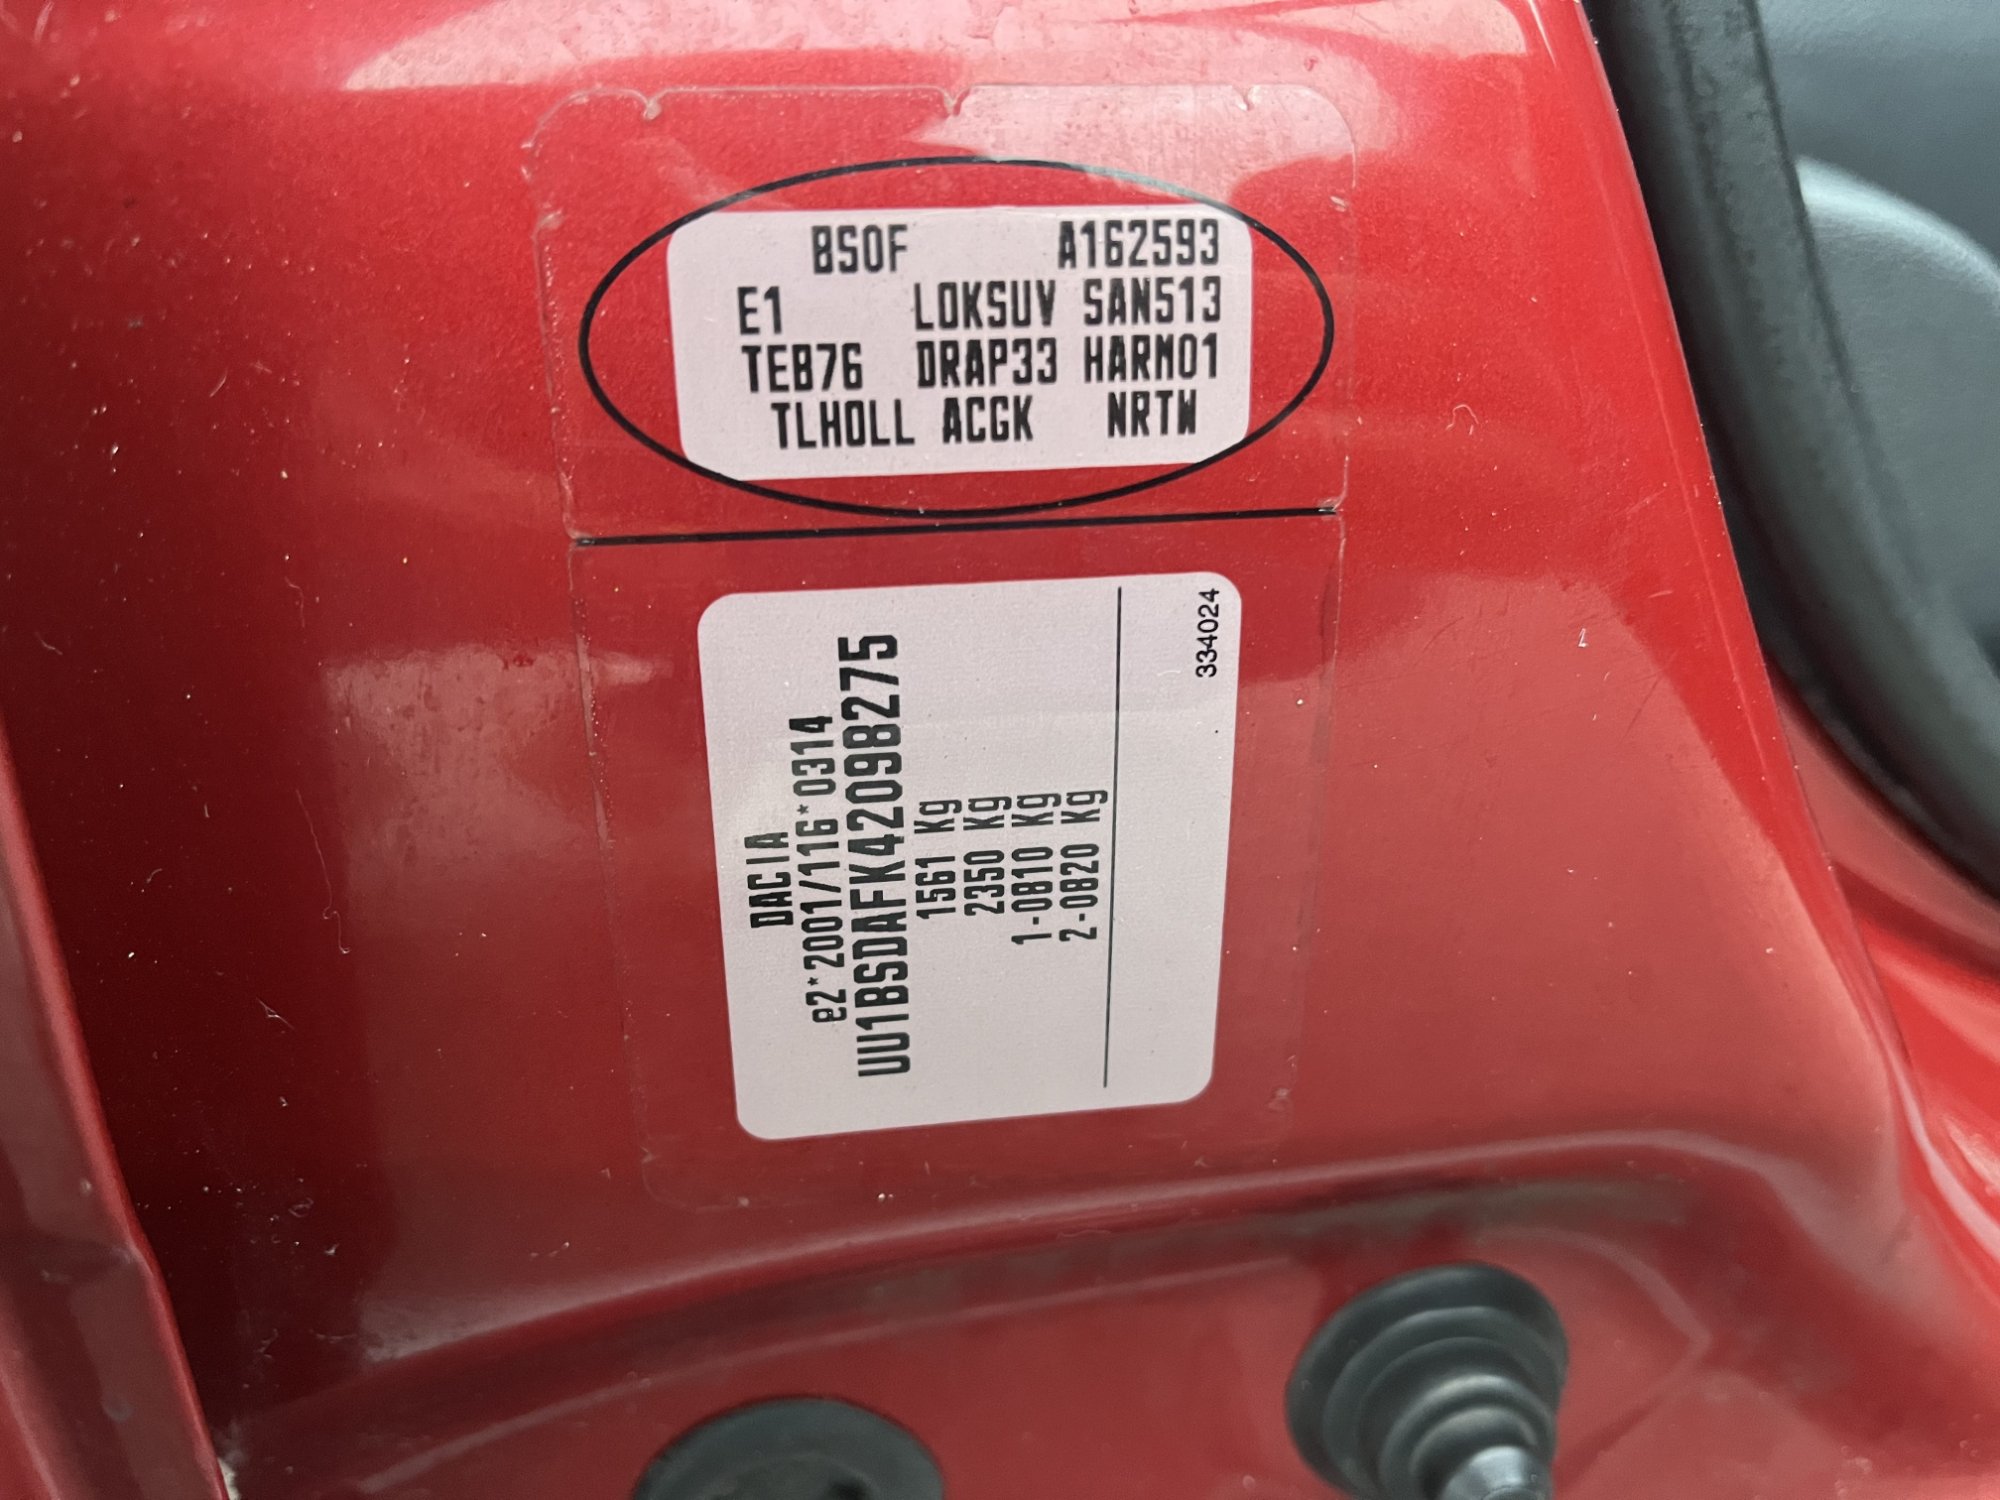 BS0F A162593
E1 LOKSUV SAN513
TEB76 DRAP33 HARM01
TLHOLL ACGK NRTW
DACIA
e2*2001/116*0314
UU1BSDAFK42098275
1561 Kg
2350 Kg
1-0810 Kg
2-0820 Kg
334024